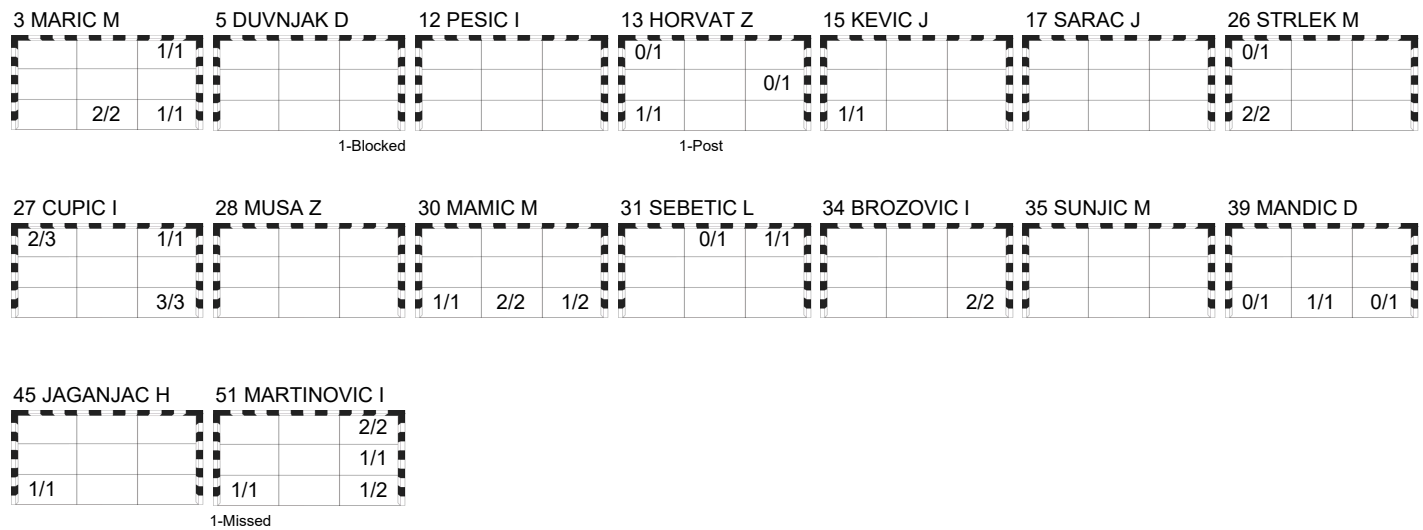 3 MARIC M 5 DUVNJAK D 12 PESIC I 13 HORVAT Z 15 KEVIC J 17 SARAC J 26 STRLEK M
1/1 0/1 0/1
0/1
2/2 1/1 1/1 1/1 2/2
1-Blocked 1-Post
27 CUPIC I 28 MUSA Z 30 MAMIC M 31 SEBETIC L 34 BROZOVIC I 35 SUNJIC M 39 MANDIC D
2/3 1/1 0/1 1/1
3/3 1/1 2/2 1/2 2/2 0/1 1/1 0/1
45 JAGANJAC H 51 MARTINOVIC I
2/2
1/1
1/1 1/1 1/2
1-Missed